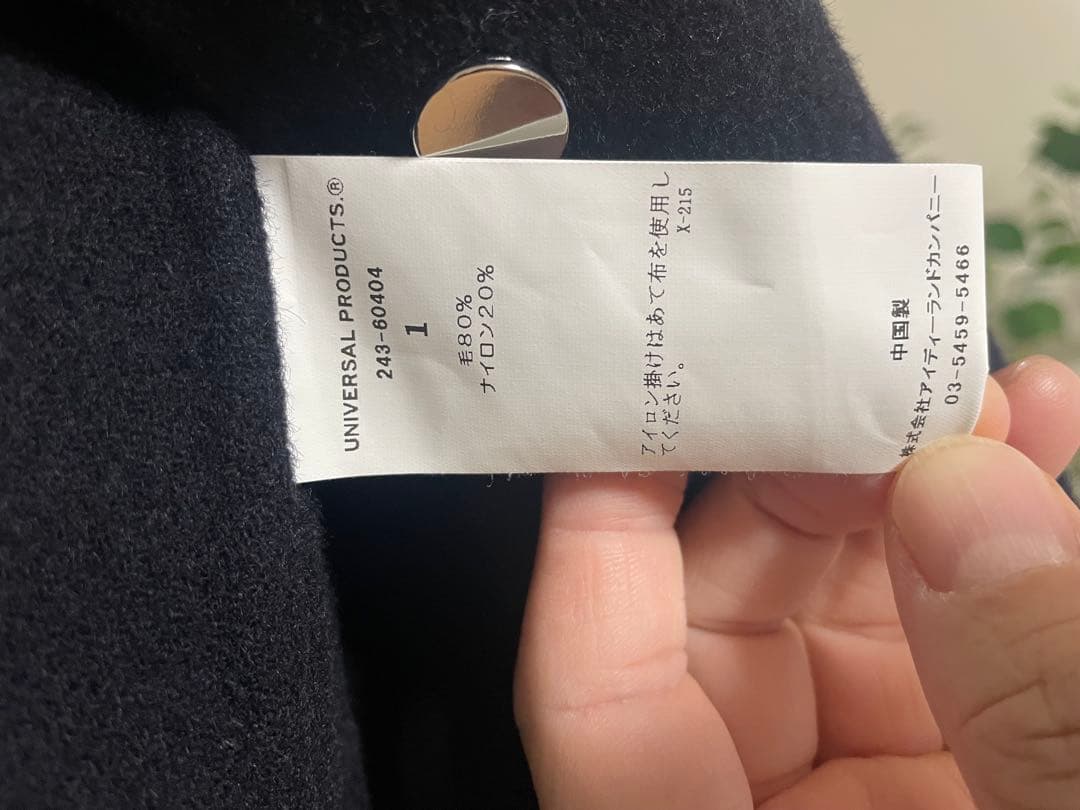 UNIVERSAL PRODUCTS.®
243-60404
1
毛80%
ナイロン20%
アイロン掛けはあて布を使用し
てください。
X-215
中国製
株式会社アイディーランドカンパニー
03-5459-5466